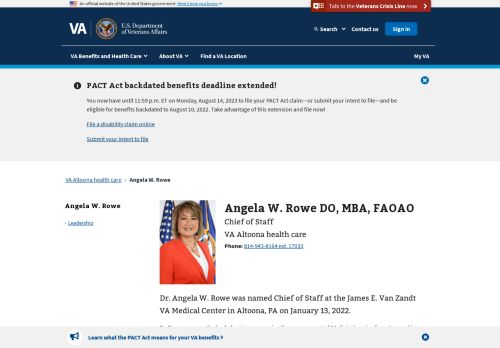 An official website of the United States government Here's how you know
Talk to the Veterans Crisis Line now
VA
U.S. Department
of Veterans Affairs
Search
Contact us
Sign in
VA Benefits and Health Care
About VA
Find a VA Location
My VA
PACT Act backdated benefits deadline extended!
You now have until 11:59 p.m. ET on Monday, August 14, 2023 to file your PACT Act claim—or submit your intent to file—and be
eligible for benefits backdated to August 10, 2022. Take advantage of this extension and file now!
File a disability claim online
Submit your intent to file
VA Altoona health care › Angela W. Rowe
Angela W. Rowe
› Leadership
Angela W. Rowe DO, MBA, FAOAO
Chief of Staff
VA Altoona health care
Phone: 814-943-8164 ext. 17033
Dr. Angela W. Rowe was named Chief of Staff at the James E. Van Zandt
VA Medical Center in Altoona, PA on January 13, 2022.
Learn what the PACT Act means for your VA benefits